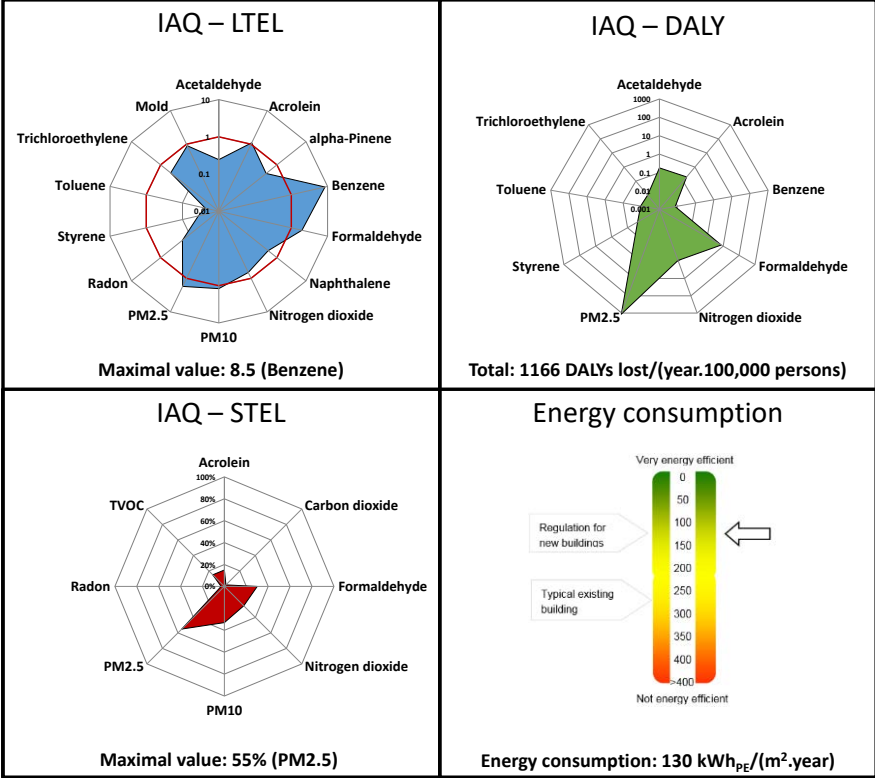 IAQ – LTEL
Acetaldehyde
Mold
10
Acrolein
Trichloroethylene
1
alpha-Pinene
Toluene
0.1
Benzene
0.01
Styrene
Formaldehyde
Radon
Naphthalene
PM2.5
Nitrogen dioxide
PM10
Maximal value: 8.5 (Benzene)
IAQ – DALY
Acetaldehyde
1000
Trichloroethylene
100
Acrolein
10
1
Toluene
0.1
Benzene
0.01
0.001
Styrene
Formaldehyde
PM2.5
Nitrogen dioxide
Total: 1166 DALYs lost/(year.100,000 persons)
IAQ – STEL
Acrolein
100%
TVOC
80%
Carbon dioxide
60%
40%
20%
Radon
0%
Formaldehyde
PM2.5
Nitrogen dioxide
PM10
Maximal value: 55% (PM2.5)
Energy consumption
Very energy efficient
0
50
100
Regulation for
new buildings
150
200
250
Typical existing
building
300
350
400
>400
Not energy efficient
Energy consumption: 130 kWhPE/(m².year)